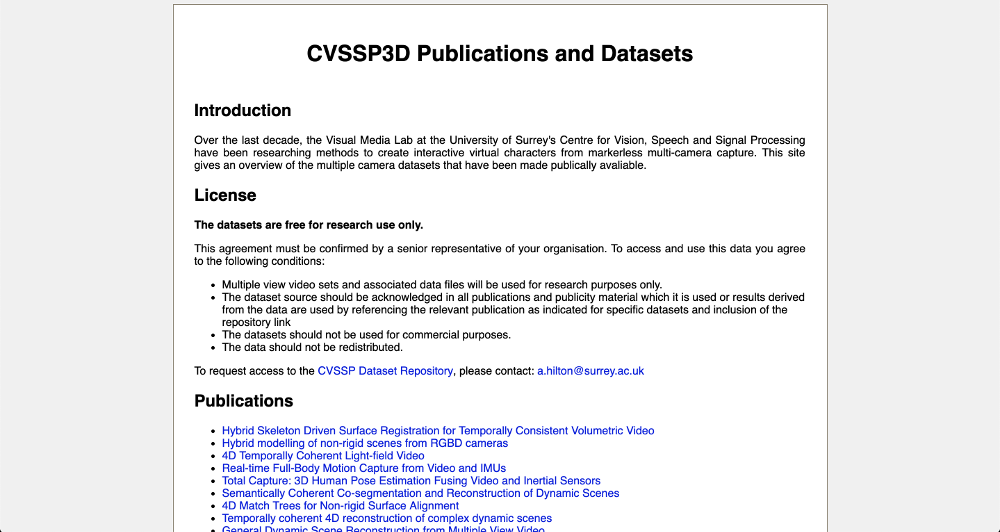 CVSSP3D Publications and Datasets
Introduction
Over the last decade, the Visual Media Lab at the University of Surrey's Centre for Vision, Speech and Signal Processing
have been researching methods to create interactive virtual characters from markerless multi-camera capture. This site
gives an overview of the multiple camera datasets that have been made publically avaliable.
License
The datasets are free for research use only.
This agreement must be confirmed by a senior representative of your organisation. To access and use this data you agree
to the following conditions:
• Multiple view video sets and associated data files will be used for research purposes only.
• The dataset source should be acknowledged in all publications and publicity material which it is used or results derived
from the data are used by referencing the relevant publication as indicated for specific datasets and inclusion of the
repository link
• The datasets should not be used for commercial purposes.
• The data should not be redistributed.
To request access to the CVSSP Dataset Repository, please contact: a.hilton@surrey.ac.uk
Publications
• Hybrid Skeleton Driven Surface Registration for Temporally Consistent Volumetric Video
• Hybrid modelling of non-rigid scenes from RGBD cameras
• 4D Temporally Coherent Light-field Video
• Real-time Full-Body Motion Capture from Video and IMUs
• Total Capture: 3D Human Pose Estimation Fusing Video and Inertial Sensors
• Semantically Coherent Co-segmentation and Reconstruction of Dynamic Scenes
• 4D Match Trees for Non-rigid Surface Alignment
• Temporally coherent 4D reconstruction of complex dynamic scenes
• General Dynamic Scene Reconstruction from Multiple View Video